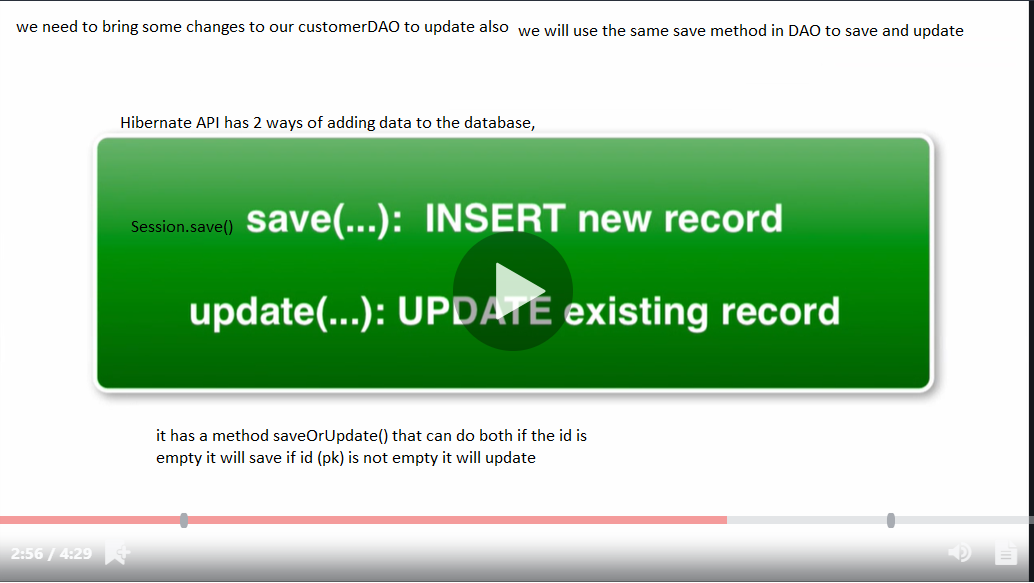 we need to bring some changes to our customerDAO to update also we will use the same save method in DAO to save and update
Hibernate API has 2 ways of adding data to the database,
Session.save() save(...): INSERT new record
update(...): UPDATE existing record
it has a method saveOrUpdate() that can do both if the id is
empty it will save if id (pk) is not empty it will update
2:56 / 4:29